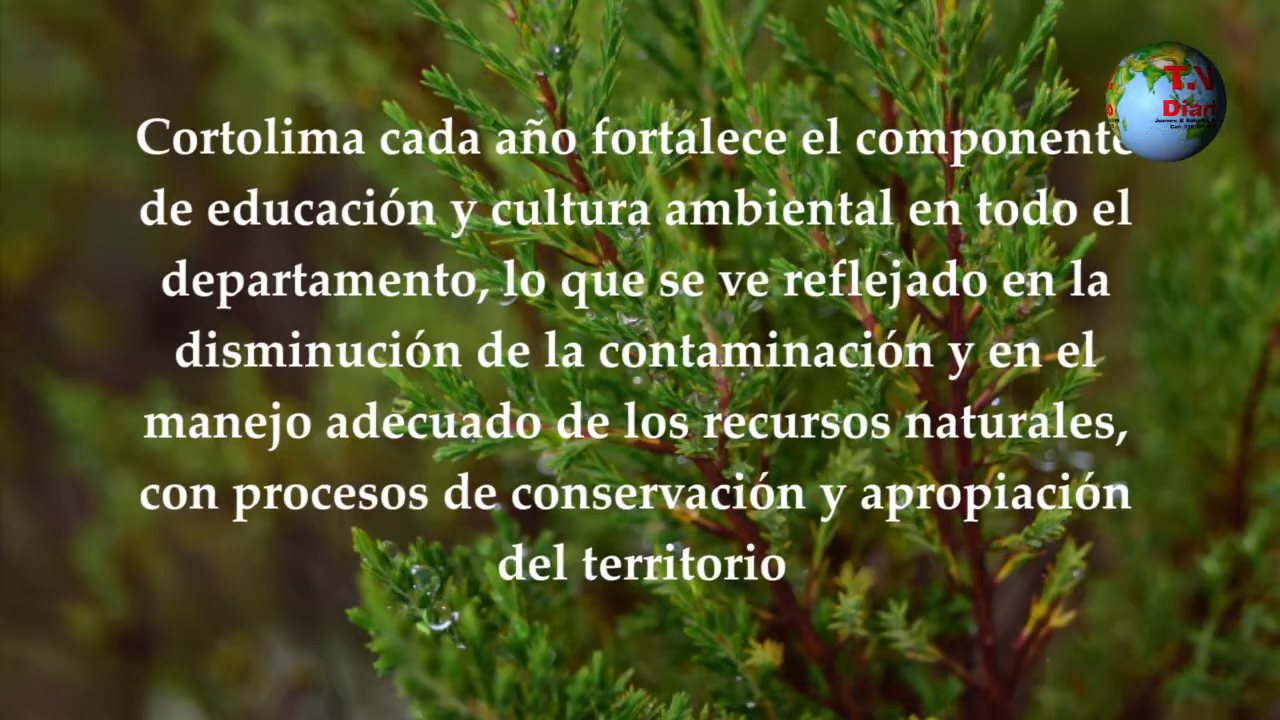 Cortolima cada año fortalece el componente
de educación y cultura ambiental en todo el
departamento, lo que se ve reflejado en la
disminución de la contaminación y en el
manejo adecuado de los recursos naturales,
con procesos de conservación y apropiación
del territorio
T.V
Diari